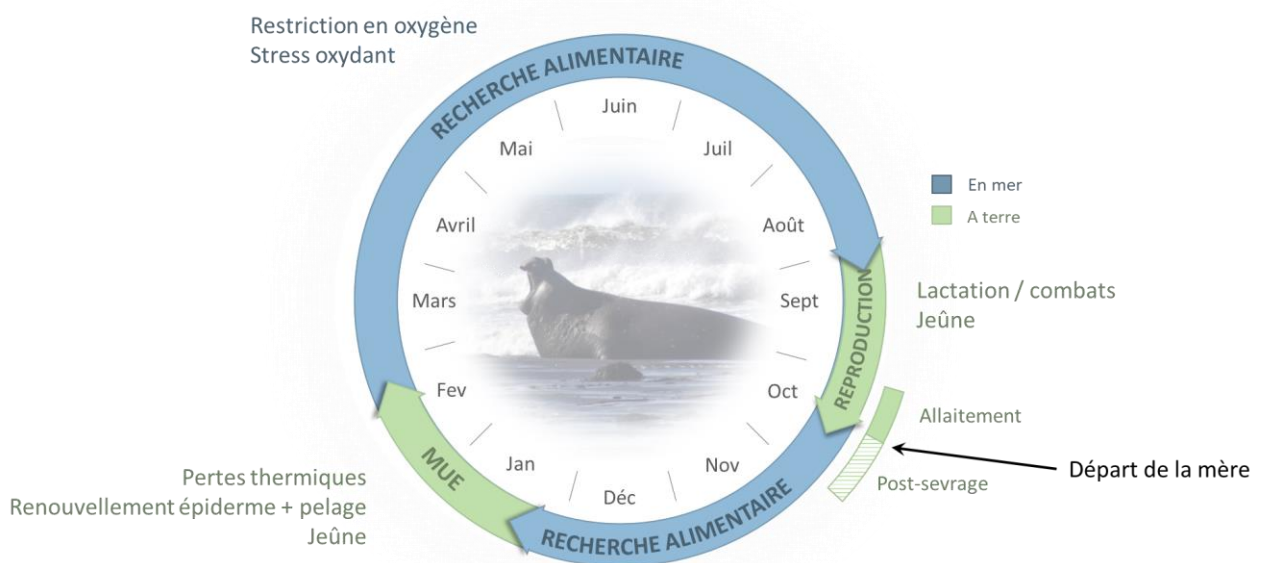 Restriction en oxygène
Stress oxydant
RECHERCHE ALIMENTAIRE
Juin
Juil
Août
Sept
Oct
Nov
Déc
Jan
Fev
Mars
Avril
Mai
En mer
A terre
REPRODUCTION
Lactation / combats
Jeûne
Allaitement
Départ de la mère
Post-sevrage
RECHERCHE ALIMENTAIRE
MUE
Pertes thermiques
Renouvellement épiderme + pelage
Jeûne